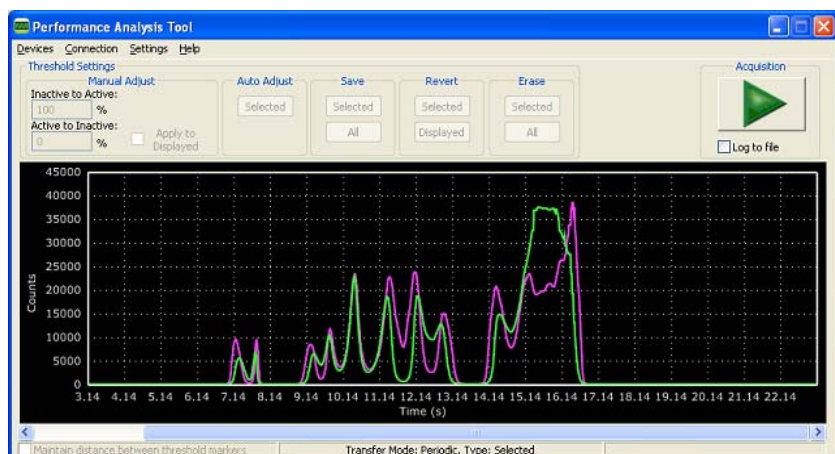 Performance Analysis Tool
Devices Connection Settings Help
Threshold Settings
Manual Adjust
Inactive to Active:
100 %
Active to Inactive:
0 %
Apply to
Displayed
Auto Adjust
Selected
Save
Selected
All
Revert
Selected
Displayed
Erase
Selected
All
Acquisition
Log to file
45000
40000
35000
30000
25000
20000
15000
10000
5000
0
Counts
3.14 4.14 5.14 6.14 7.14 8.14 9.14 10.14 11.14 12.14 13.14 14.14 15.14 16.14 17.14 18.14 19.14 20.14 21.14 22.14
Time (s)
Maintain distance between threshold markers
Transfer Mode: Periodic, Type: Selected